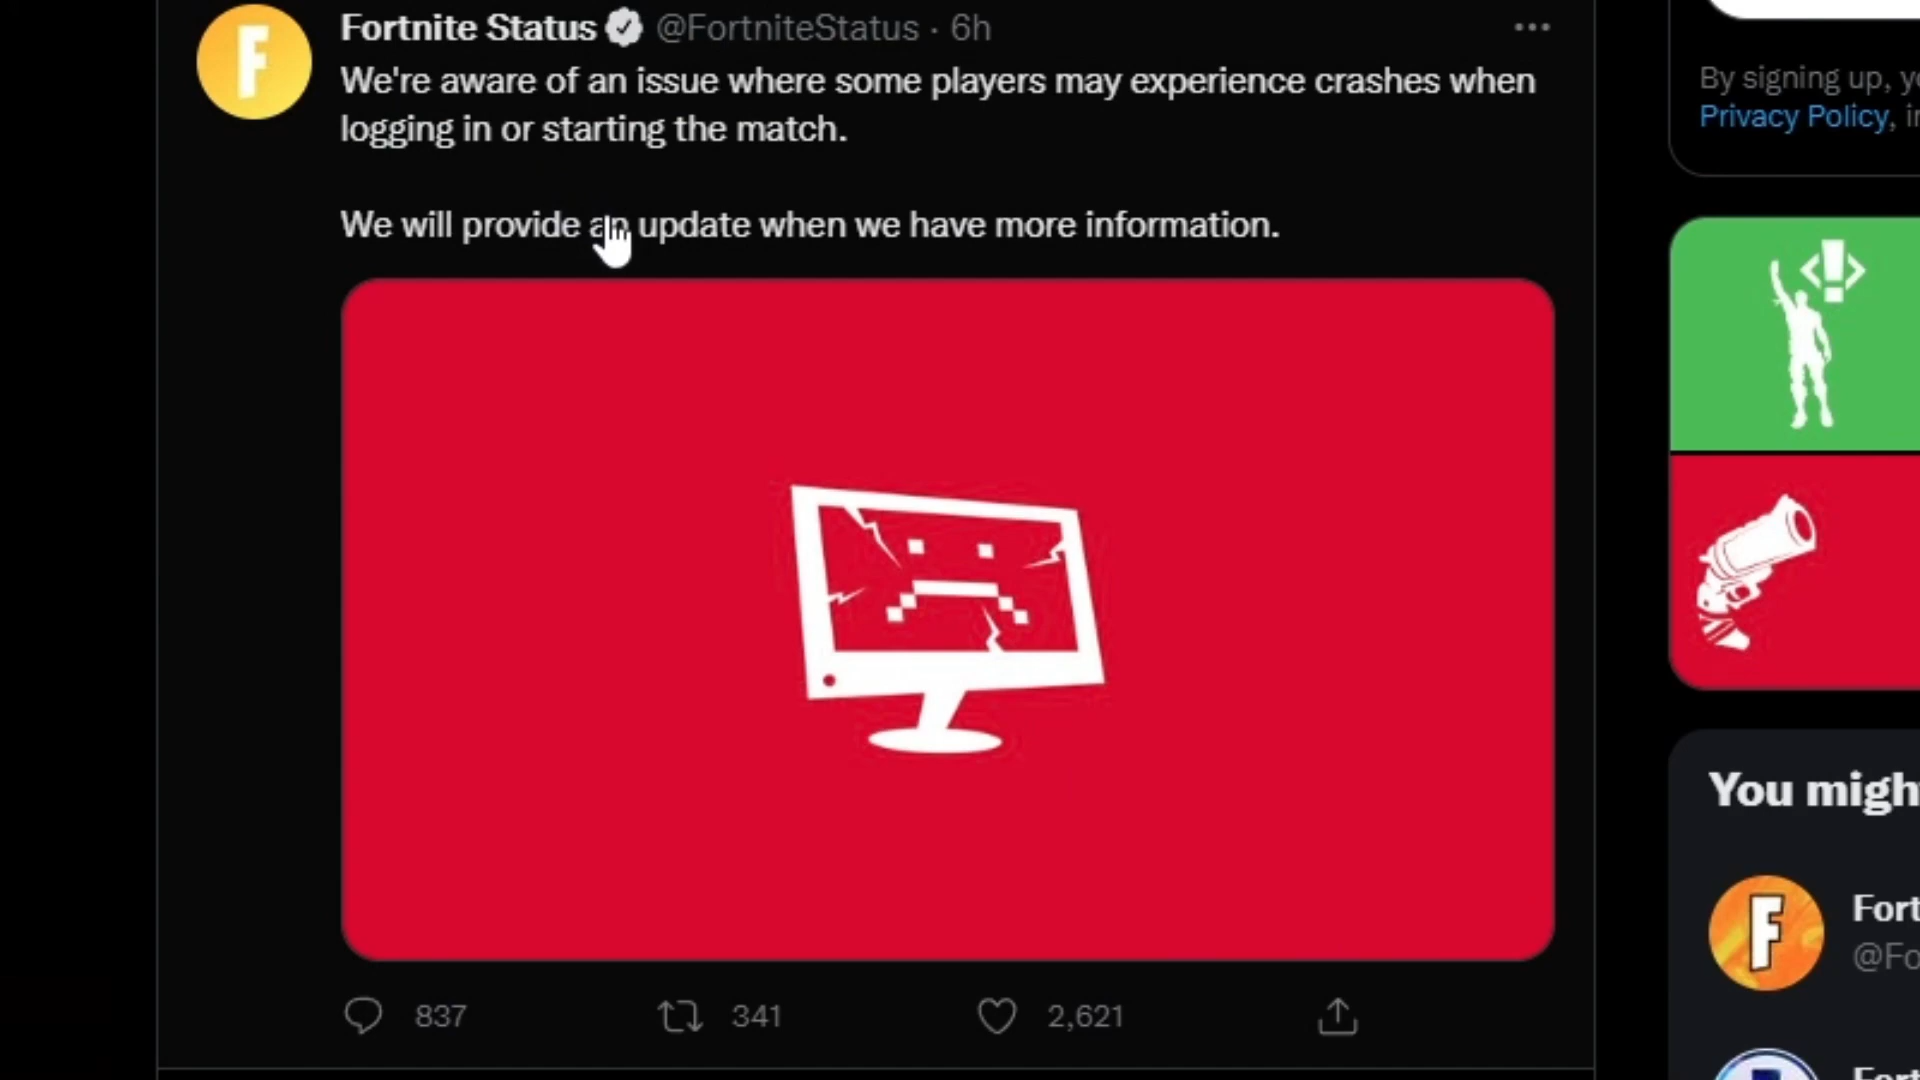 Fortnite Status @FortniteStatus · 6h
We're aware of an issue where some players may experience crashes when
logging in or starting the match.
We will provide an update when we have more information.
837 341 2,621
By signing up, yo
Privacy Policy, i
You migh
Fort
@Fo
Fort